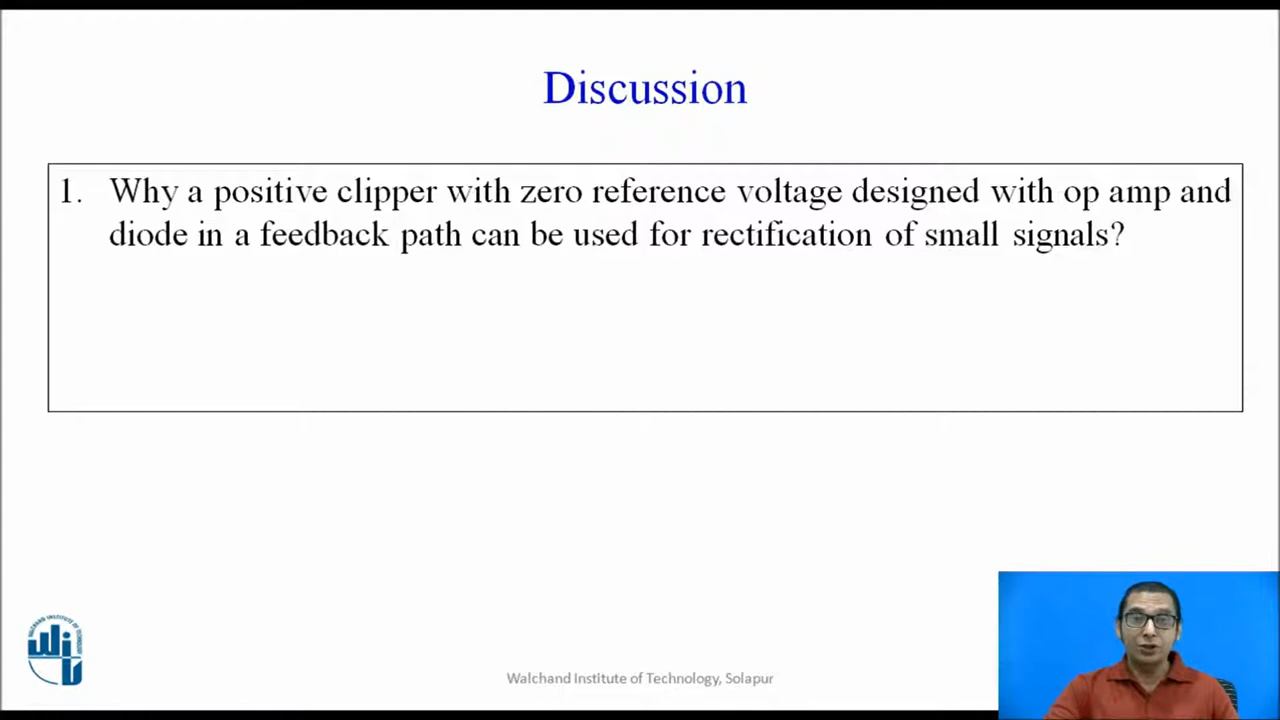 Discussion
1. Why a positive clipper with zero reference voltage designed with op amp and
diode in a feedback path can be used for rectification of small signals?
Walchand Institute of Technology, Solapur